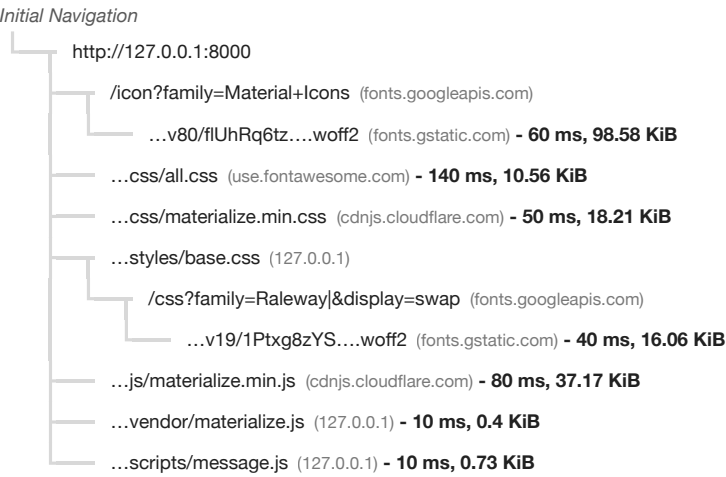 Initial Navigation
http://127.0.0.1:8000
/icon?family=Material+Icons (fonts.googleapis.com)
…v80/flUhRq6tz….woff2 (fonts.gstatic.com) - 60 ms, 98.58 KiB
…css/all.css (use.fontawesome.com) - 140 ms, 10.56 KiB
…css/materialize.min.css (cdnjs.cloudflare.com) - 50 ms, 18.21 KiB
…styles/base.css (127.0.0.1)
/css?family=Raleway|&display=swap (fonts.googleapis.com)
…v19/1Ptxg8zYS….woff2 (fonts.gstatic.com) - 40 ms, 16.06 KiB
…js/materialize.min.js (cdnjs.cloudflare.com) - 80 ms, 37.17 KiB
…vendor/materialize.js (127.0.0.1) - 10 ms, 0.4 KiB
…scripts/message.js (127.0.0.1) - 10 ms, 0.73 KiB